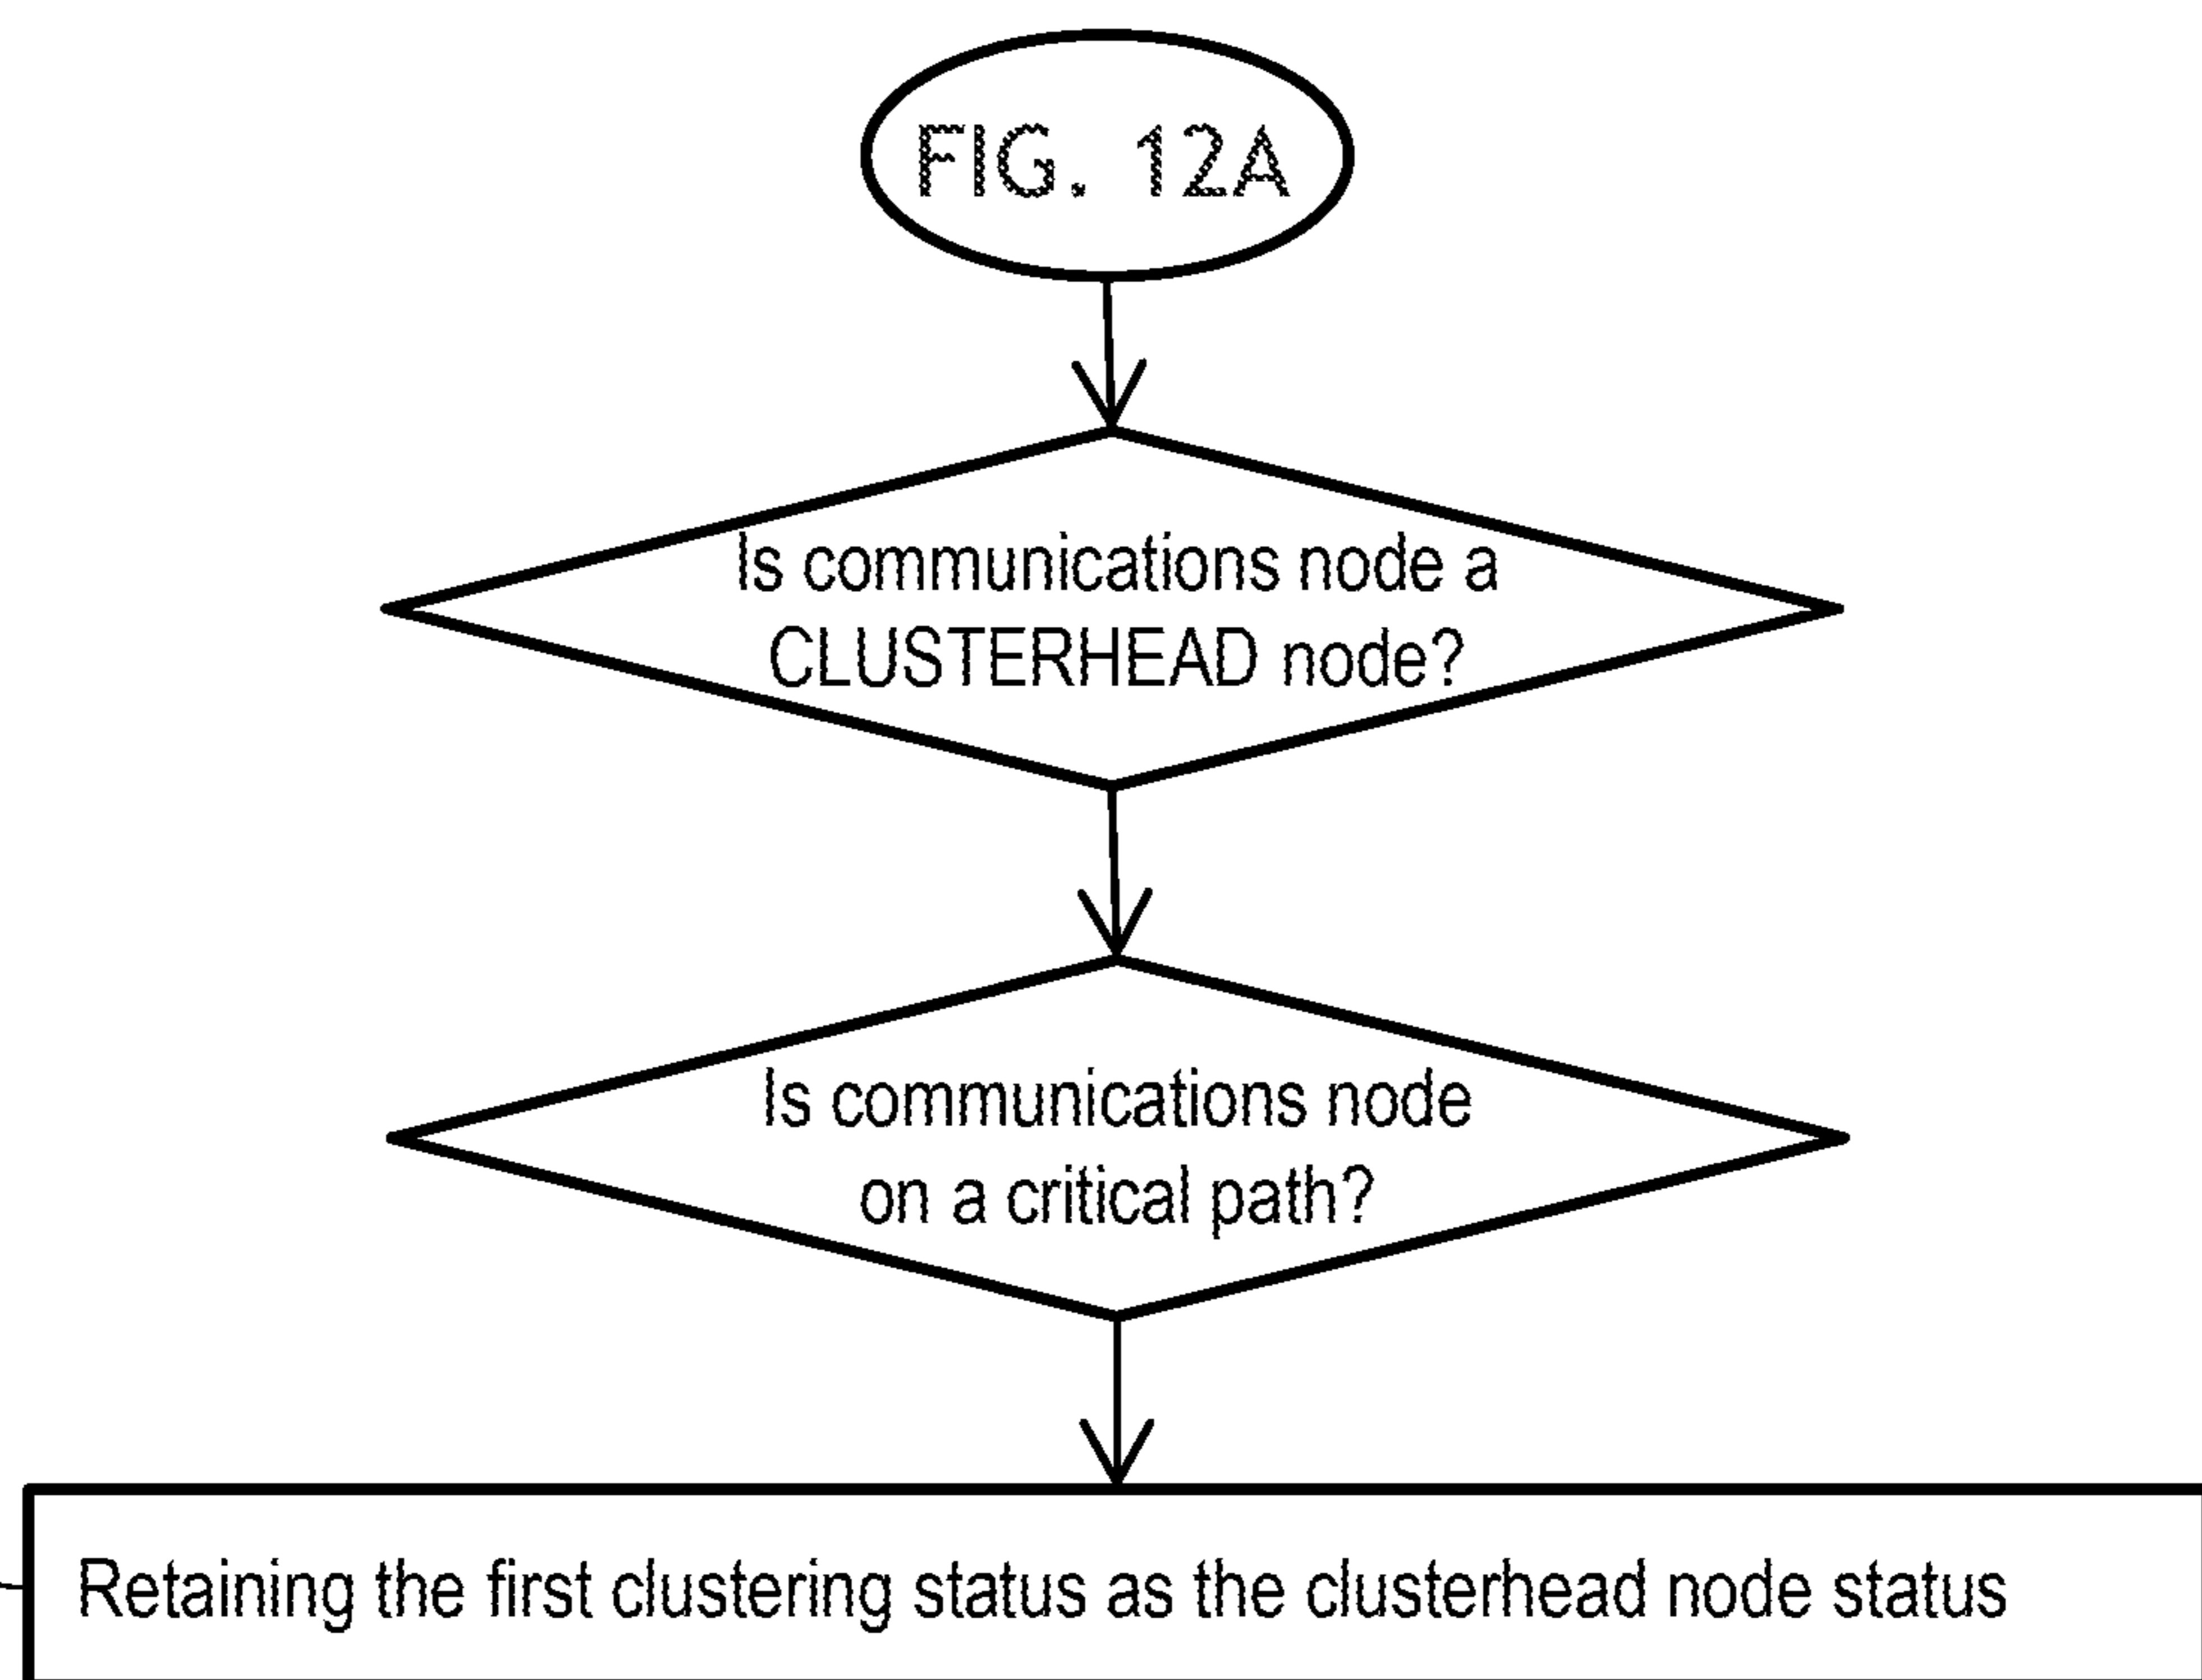 FIG. 12A
Is communications node a
CLUSTERHEAD node?
Is communications node
on a critical path?
Retaining the first clustering status as the clusterhead node status